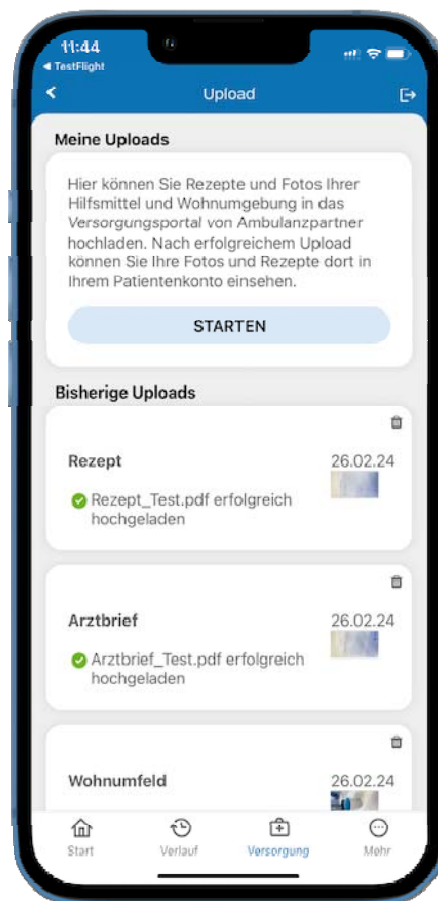 11:44
TestFlight
Upload
Meine Uploads
Hier können Sie Rezepte und Fotos Ihrer
Hilfsmittel und Wohnumgebung in das
Versorgungsportal von Ambulanzpartner
hochladen. Nach erfolgreichem Upload
können Sie Ihre Fotos und Rezepte dort in
Ihrem Patientenkonto einsehen.
STARTEN
Bisherige Uploads
Rezept 26.02.24
Rezept_Test.pdf erfolgreich
hochgeladen
Arztbrief 26.02.24
Arztbrief_Test.pdf erfolgreich
hochgeladen
Wohnumfeld 26.02.24
Start Verlauf Versorgung Mehr